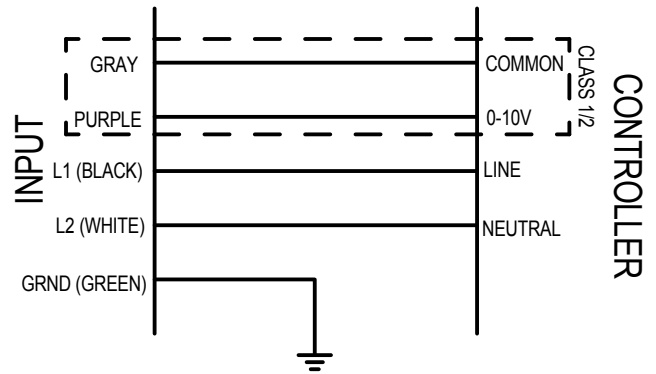 INPUT
GRAY
PURPLE
L1 (BLACK)
L2 (WHITE)
GRND (GREEN)
COMMON
0-10V
LINE
NEUTRAL
CLASS 1/2
CONTROLLER